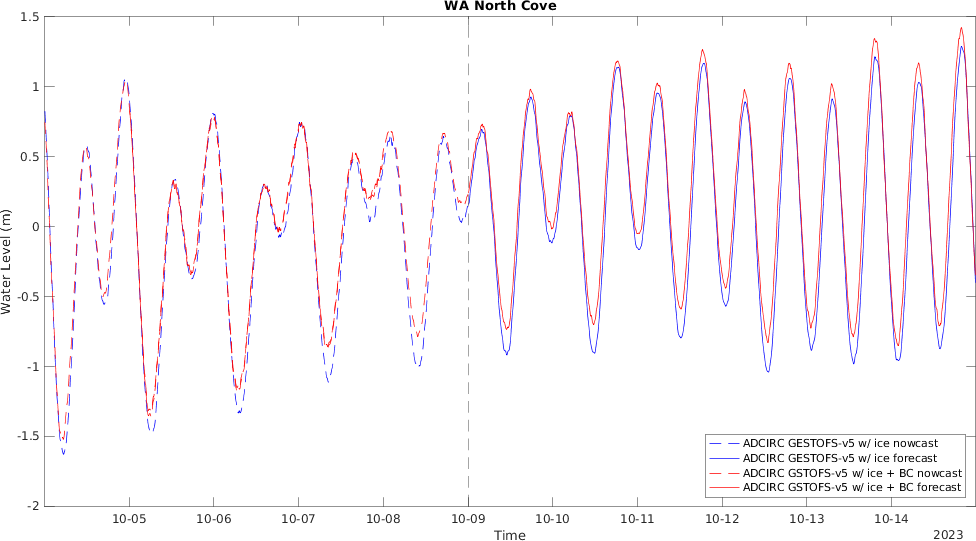 WA North Cove
1.5
1
0.5
0
-0.5
-1
-1.5
-2
Water Level (m)
10-05 10-06 10-07 10-08 10-09 10-10 10-11 10-12 10-13 10-14
Time
2023
ADCIRC GESTOFS-v5 w/ ice nowcast
ADCIRC GESTOFS-v5 w/ ice forecast
ADCIRC GSTOFS-v5 w/ ice + BC nowcast
ADCIRC GSTOFS-v5 w/ ice + BC forecast